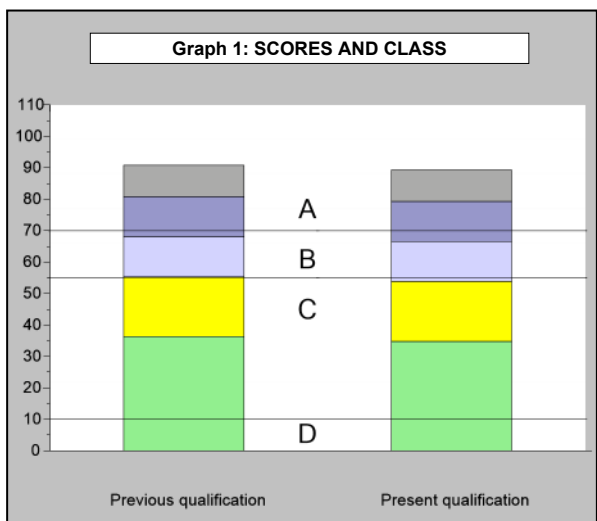 Graph 1: SCORES AND CLASS
110
100
90
80
A
70
B
60
50
C
40
30
20
10
D
0
Previous qualification Present qualification